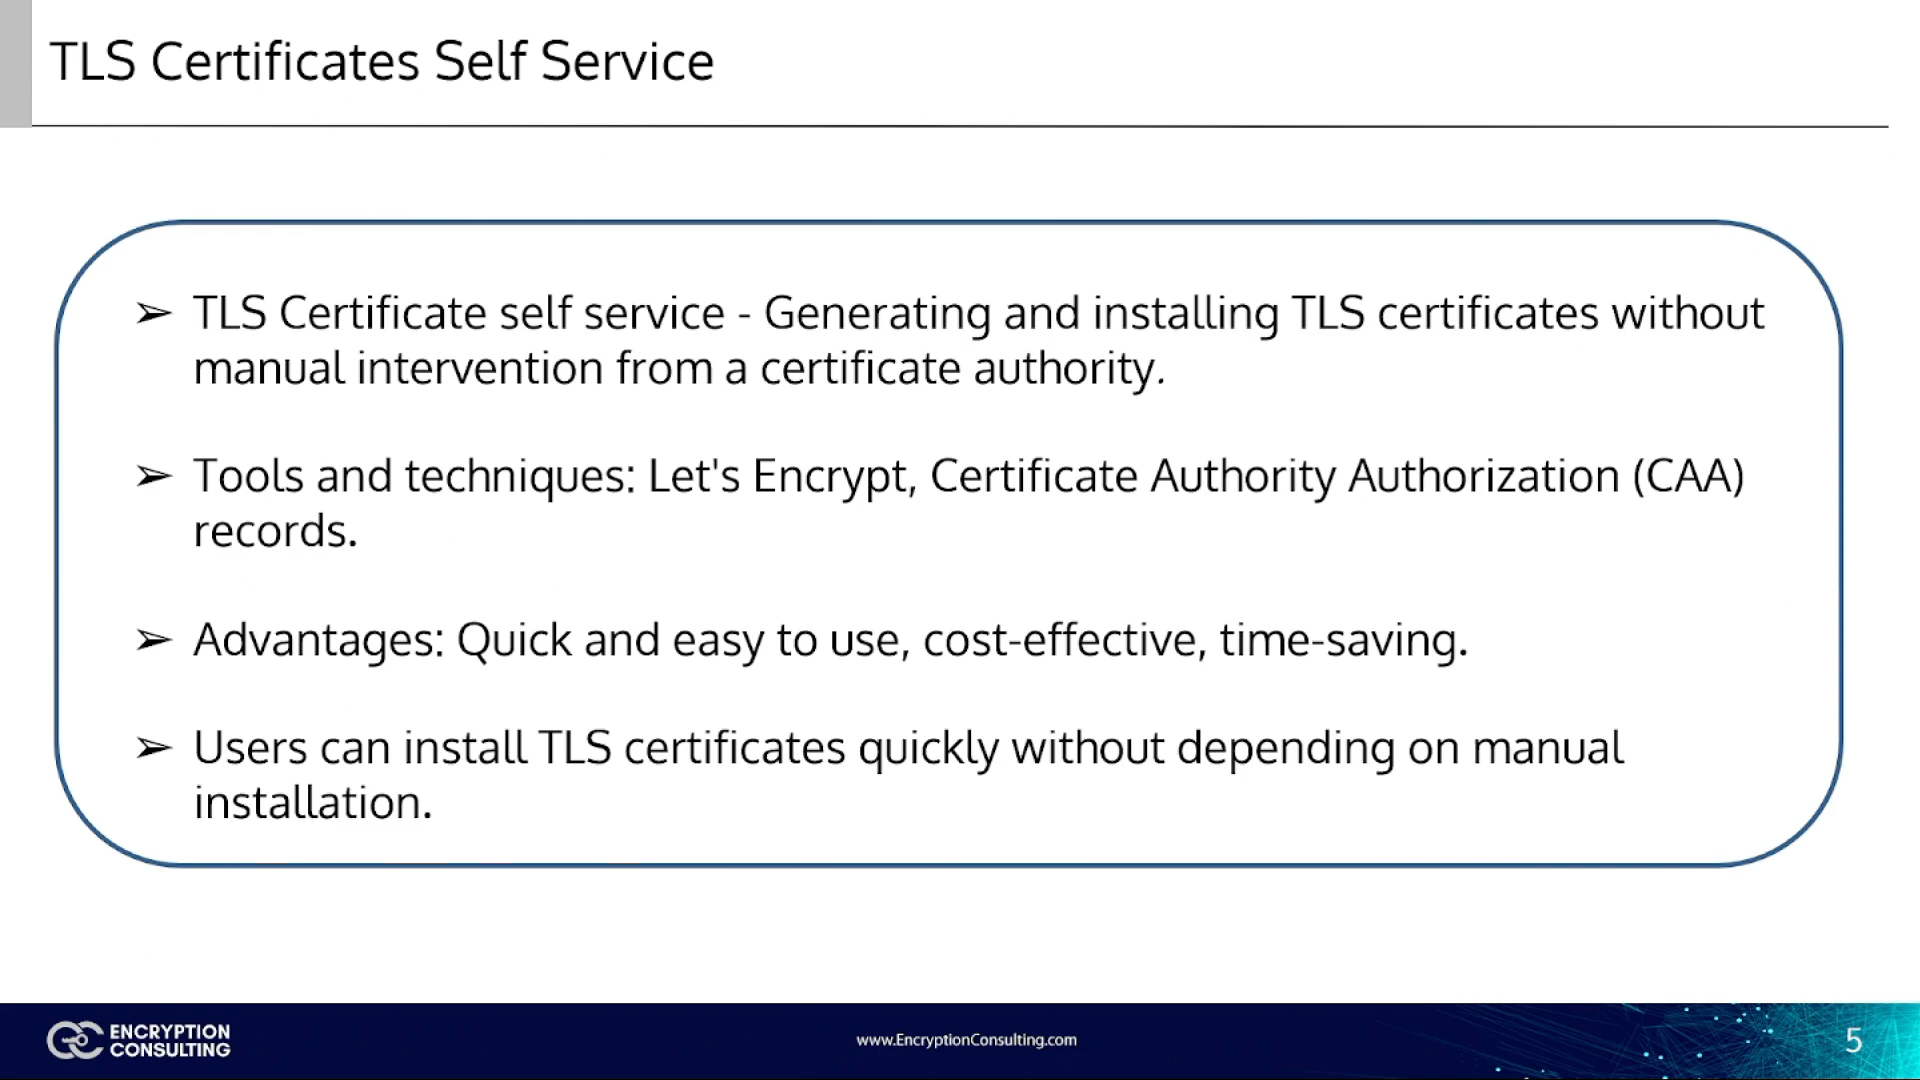 TLS Certificates Self Service
➢ TLS Certificate self service - Generating and installing TLS certificates without
manual intervention from a certificate authority.
➢ Tools and techniques: Let's Encrypt, Certificate Authority Authorization (CAA)
records.
➢ Advantages: Quick and easy to use, cost-effective, time-saving.
➢ Users can install TLS certificates quickly without depending on manual
installation.
ENCRYPTION
CONSULTING
www.EncryptionConsulting.com
5